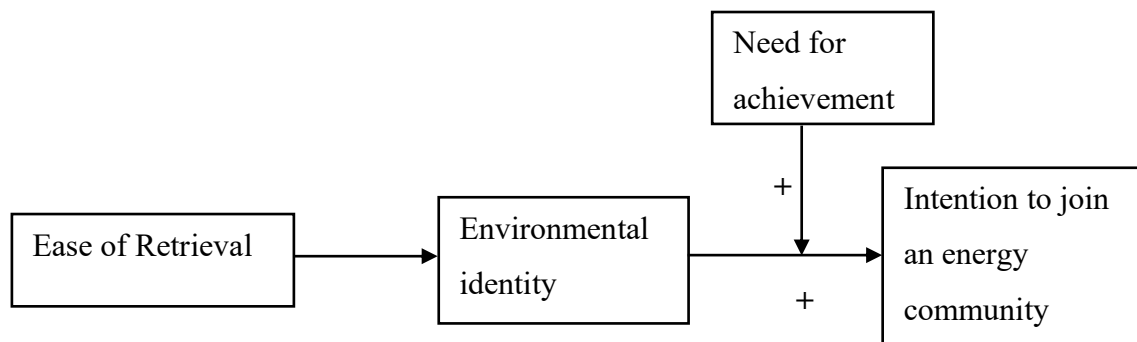 Need for
achievement
+
Intention to join
an energy
community
Ease of Retrieval
Environmental
identity
+